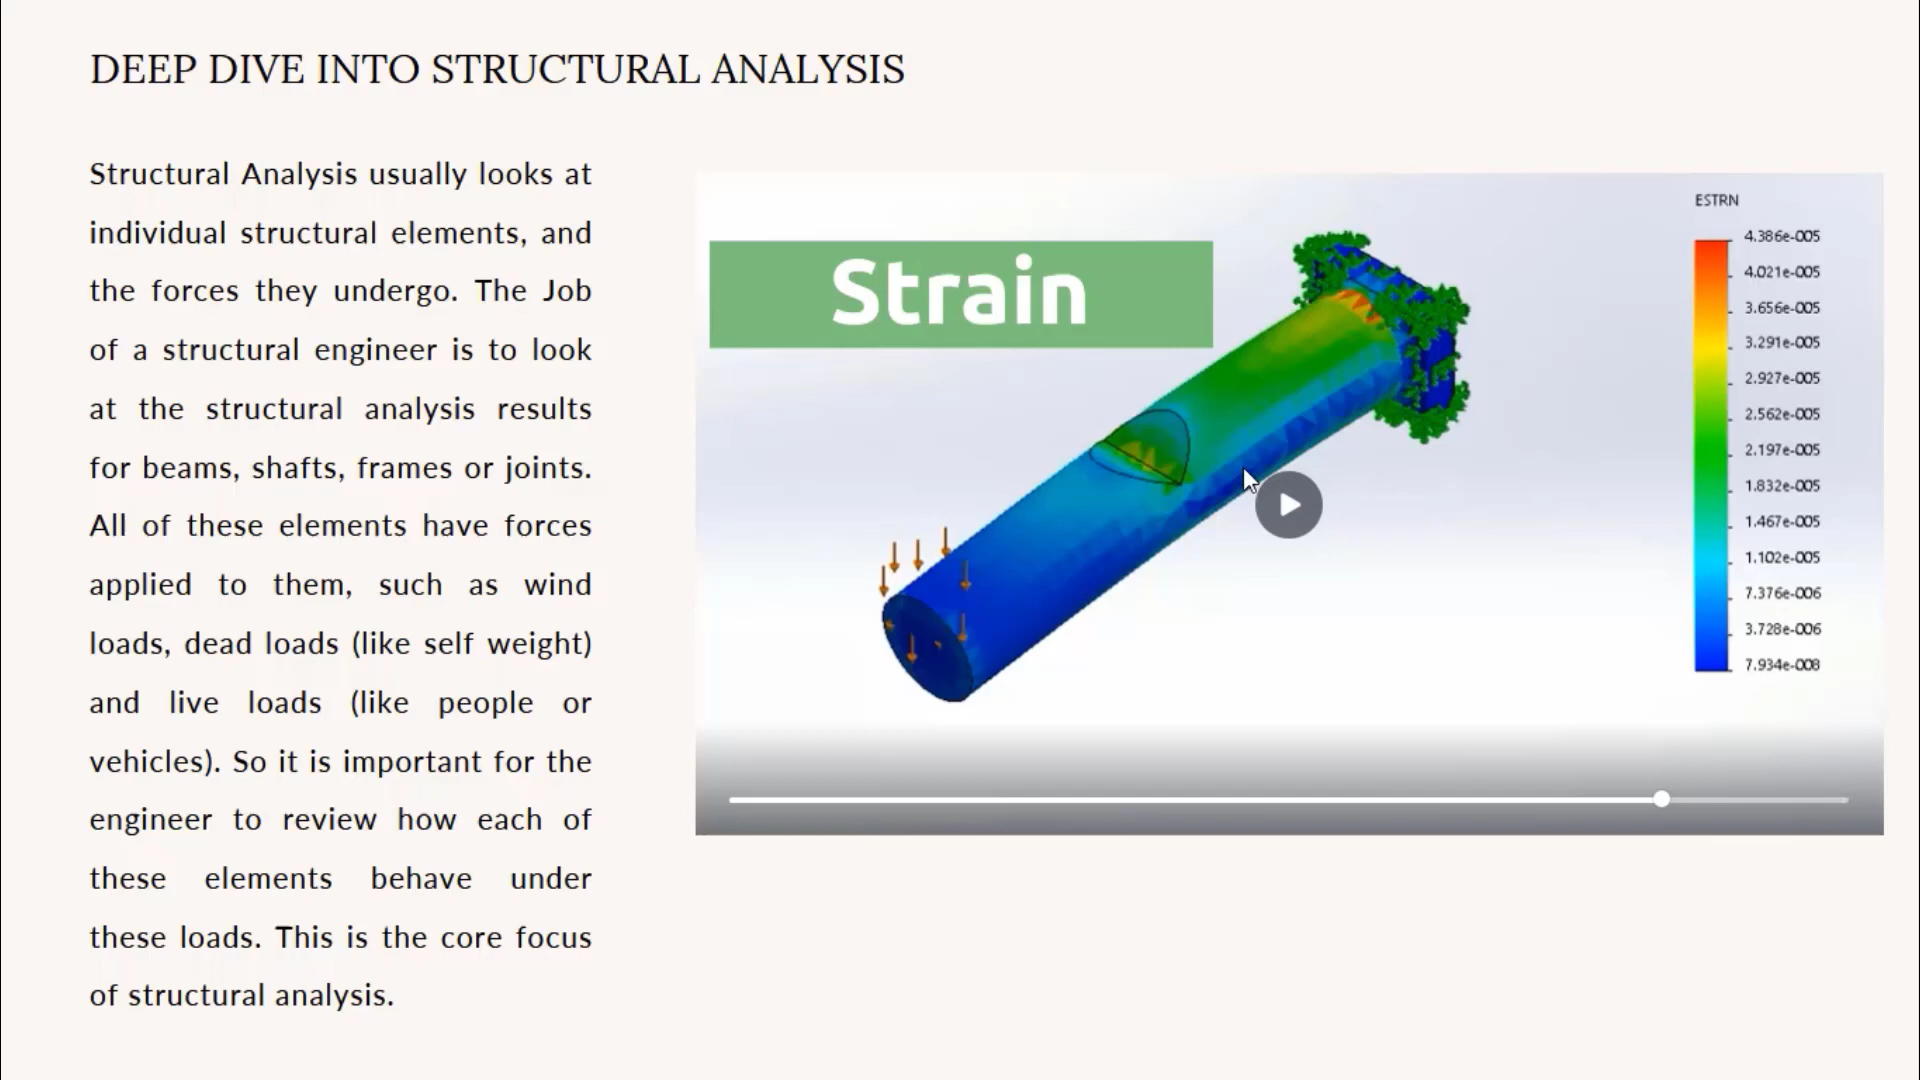 DEEP DIVE INTO STRUCTURAL ANALYSIS
Structural Analysis usually looks at
individual structural elements, and
the forces they undergo. The Job
of a structural engineer is to look
at the structural analysis results
for beams, shafts, frames or joints.
All of these elements have forces
applied to them, such as wind
loads, dead loads (like self weight)
and live loads (like people or
vehicles). So it is important for the
engineer to review how each of
these elements behave under
these loads. This is the core focus
of structural analysis.
Strain
ESTRN
4.386e-005
4.021e-005
3.656e-005
3.291e-005
2.927e-005
2.562e-005
2.197e-005
1.832e-005
1.467e-005
1.102e-005
7.376e-006
3.728e-006
7.934e-008